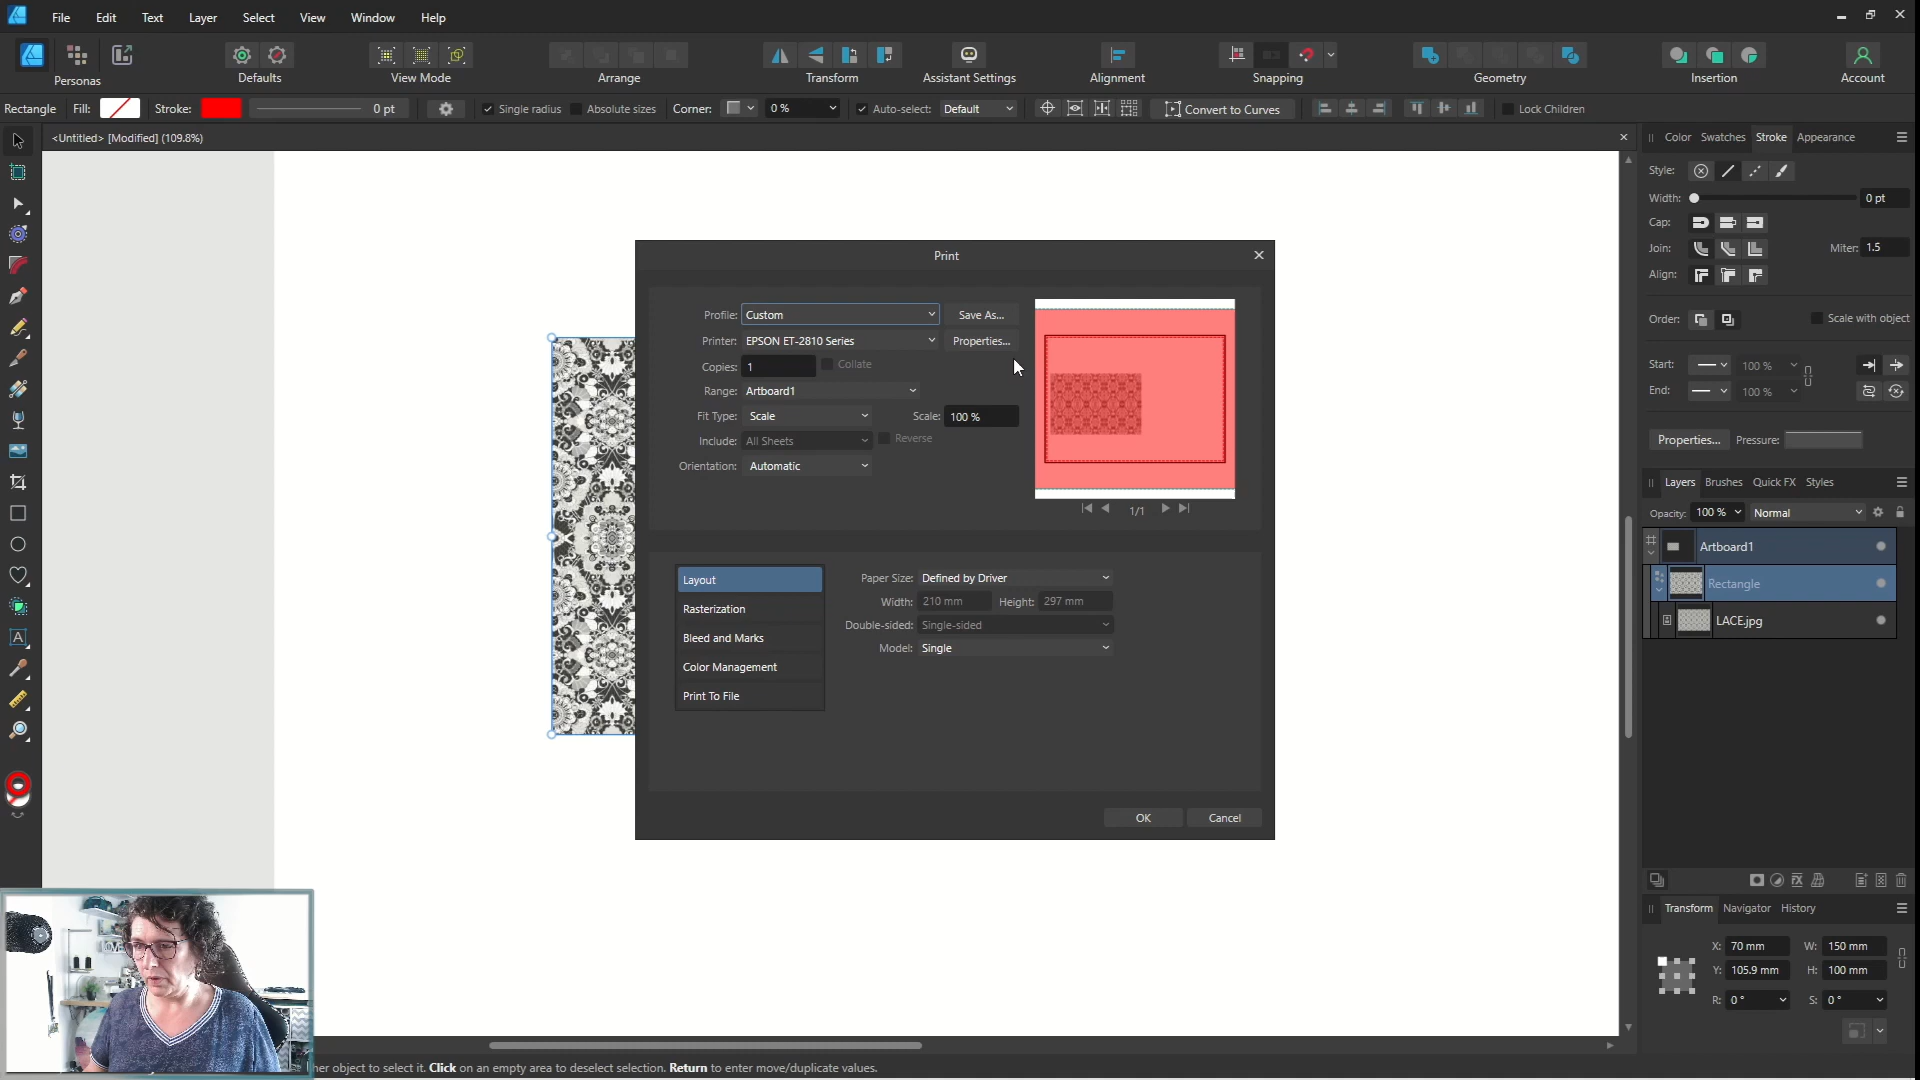 File Edit Text Layer Select View Window Help
Personas Defaults View Mode Arrange Transform Assistant Settings Alignment Snapping Geometry Insertion Account
Rectangle Fill: Stroke: 0 pt Single radius Absolute sizes Corner: 0 % Auto-select: Default Convert to Curves Lock Children
<Untitled> [Modified] (109.8%)
Print
Profile: Custom Save As...
Printer: EPSON ET-2810 Series Properties...
Copies: 1 Collate
Range: Artboard1
Fit Type: Scale Scale: 100 %
Include: All Sheets Reverse
Orientation: Automatic
1/1
Layout
Rasterization
Bleed and Marks
Color Management
Print To File
Paper Size: Defined by Driver
Width: 210 mm Height: 297 mm
Double-sided: Single-sided
Model: Single
OK Cancel
Color Swatches Stroke Appearance
Style:
Width: 0 pt
Cap:
Join: Miter: 1.5
Align:
Order: Scale with object
Start: 100 %
End: 100 %
Properties... Pressure:
Layers Brushes Quick FX Styles
Opacity: 100 % Normal
Artboard1
Rectangle
LACE.jpg
Transform Navigator History
X: 70 mm W: 150 mm
Y: 105.9 mm H: 100 mm
R: 0 ° S: 0 °
object to select it. Click on an empty area to deselect selection. Return to enter move/duplicate values.